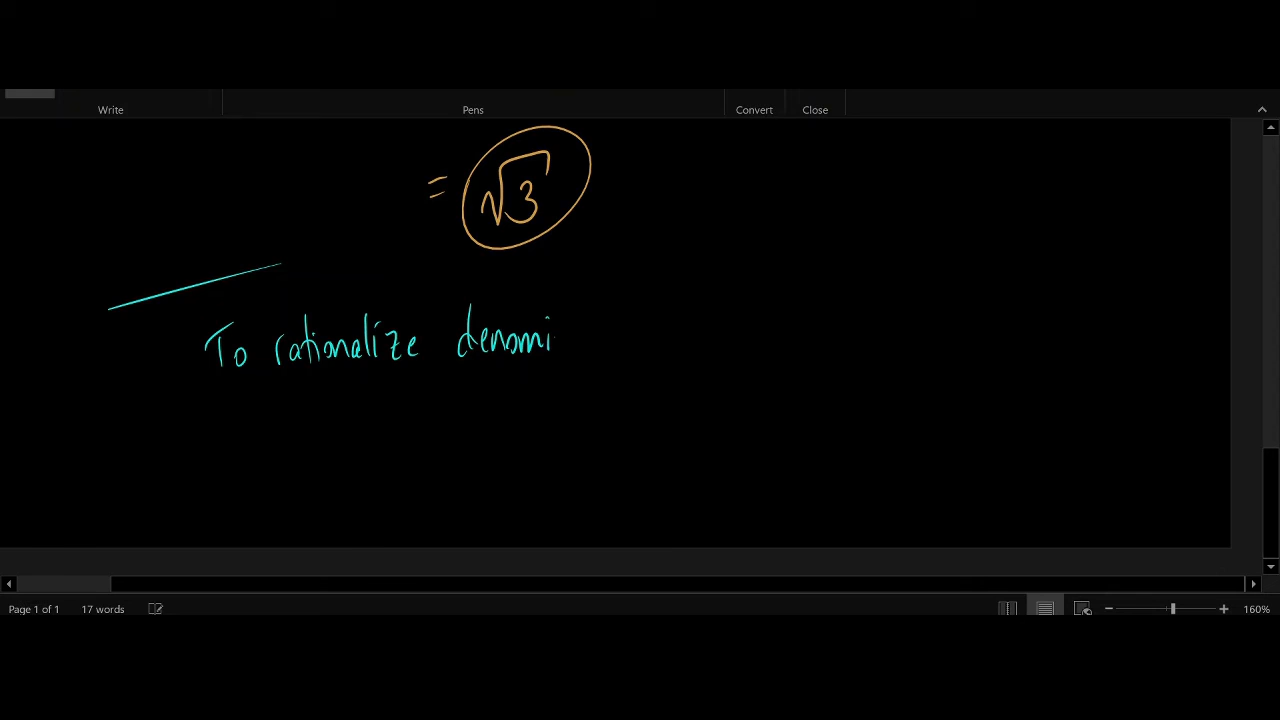 Write Pens Convert Close
= √3
To rationalize denomi
Page 1 of 1 17 words 160%